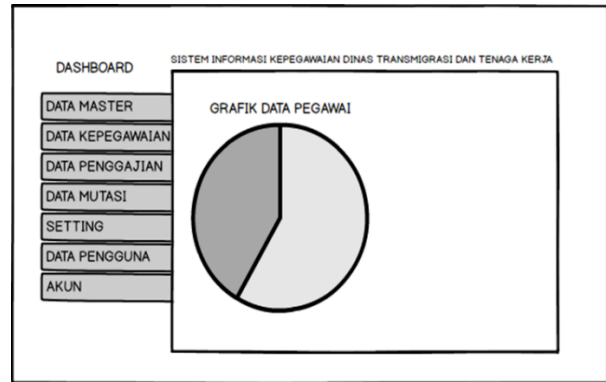 DASHBOARD
SISTEM INFORMASI KEPEGAWAIAN DINAS TRANSMIGRASI DAN TENAGA KERJA
DATA MASTER
DATA KEPEGAWAIAN
DATA PENGGAJIAN
DATA MUTASI
SETTING
DATA PENGGUNA
AKUN
GRAFIK DATA PEGAWAI